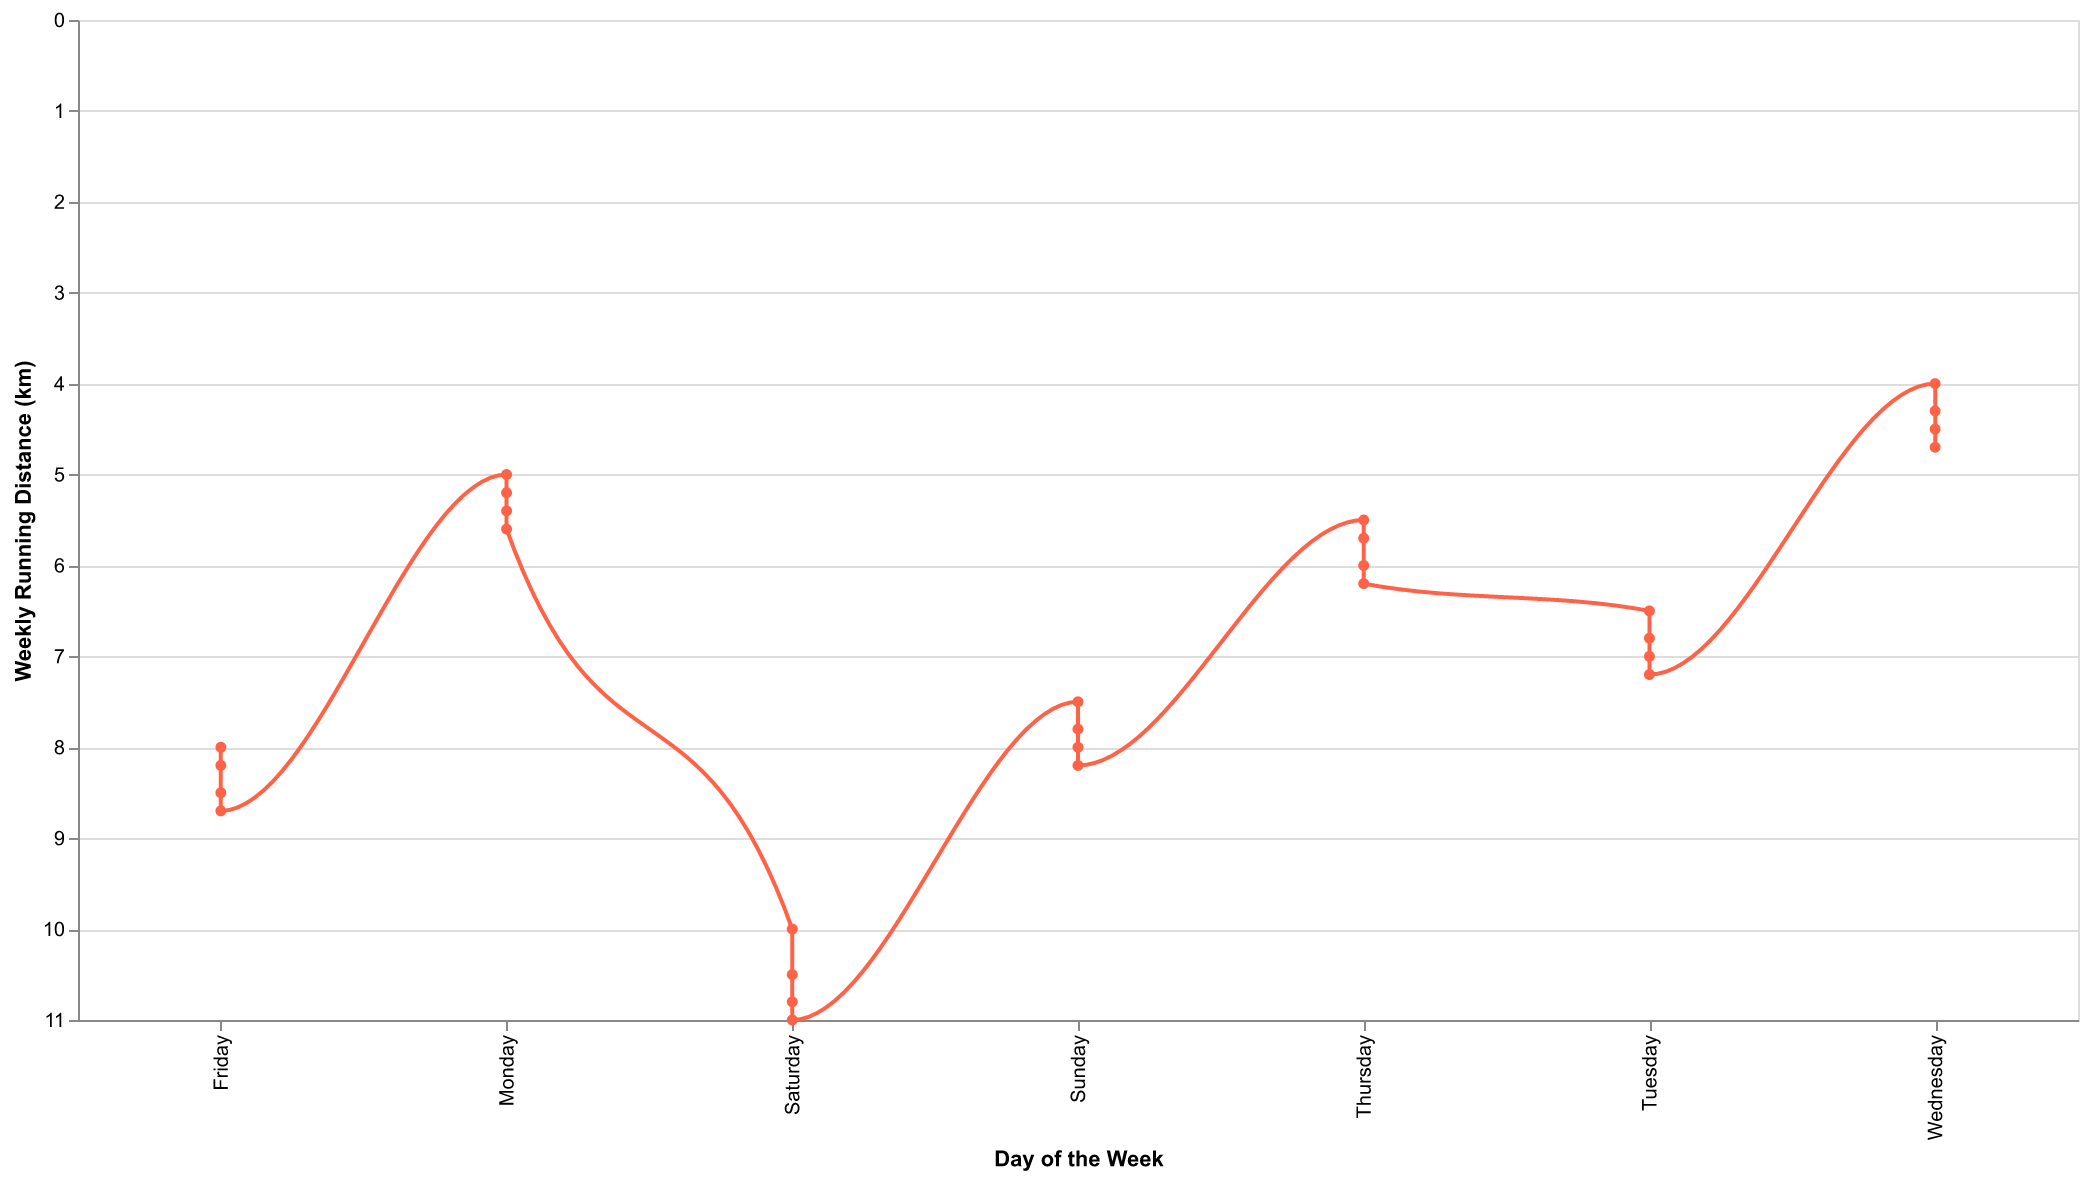 0
1
2
3
4
5
6
7
8
9
10
11
Weekly Running Distance (km)
Friday
Monday
Saturday
Sunday
Thursday
Tuesday
Wednesday
Day of the Week